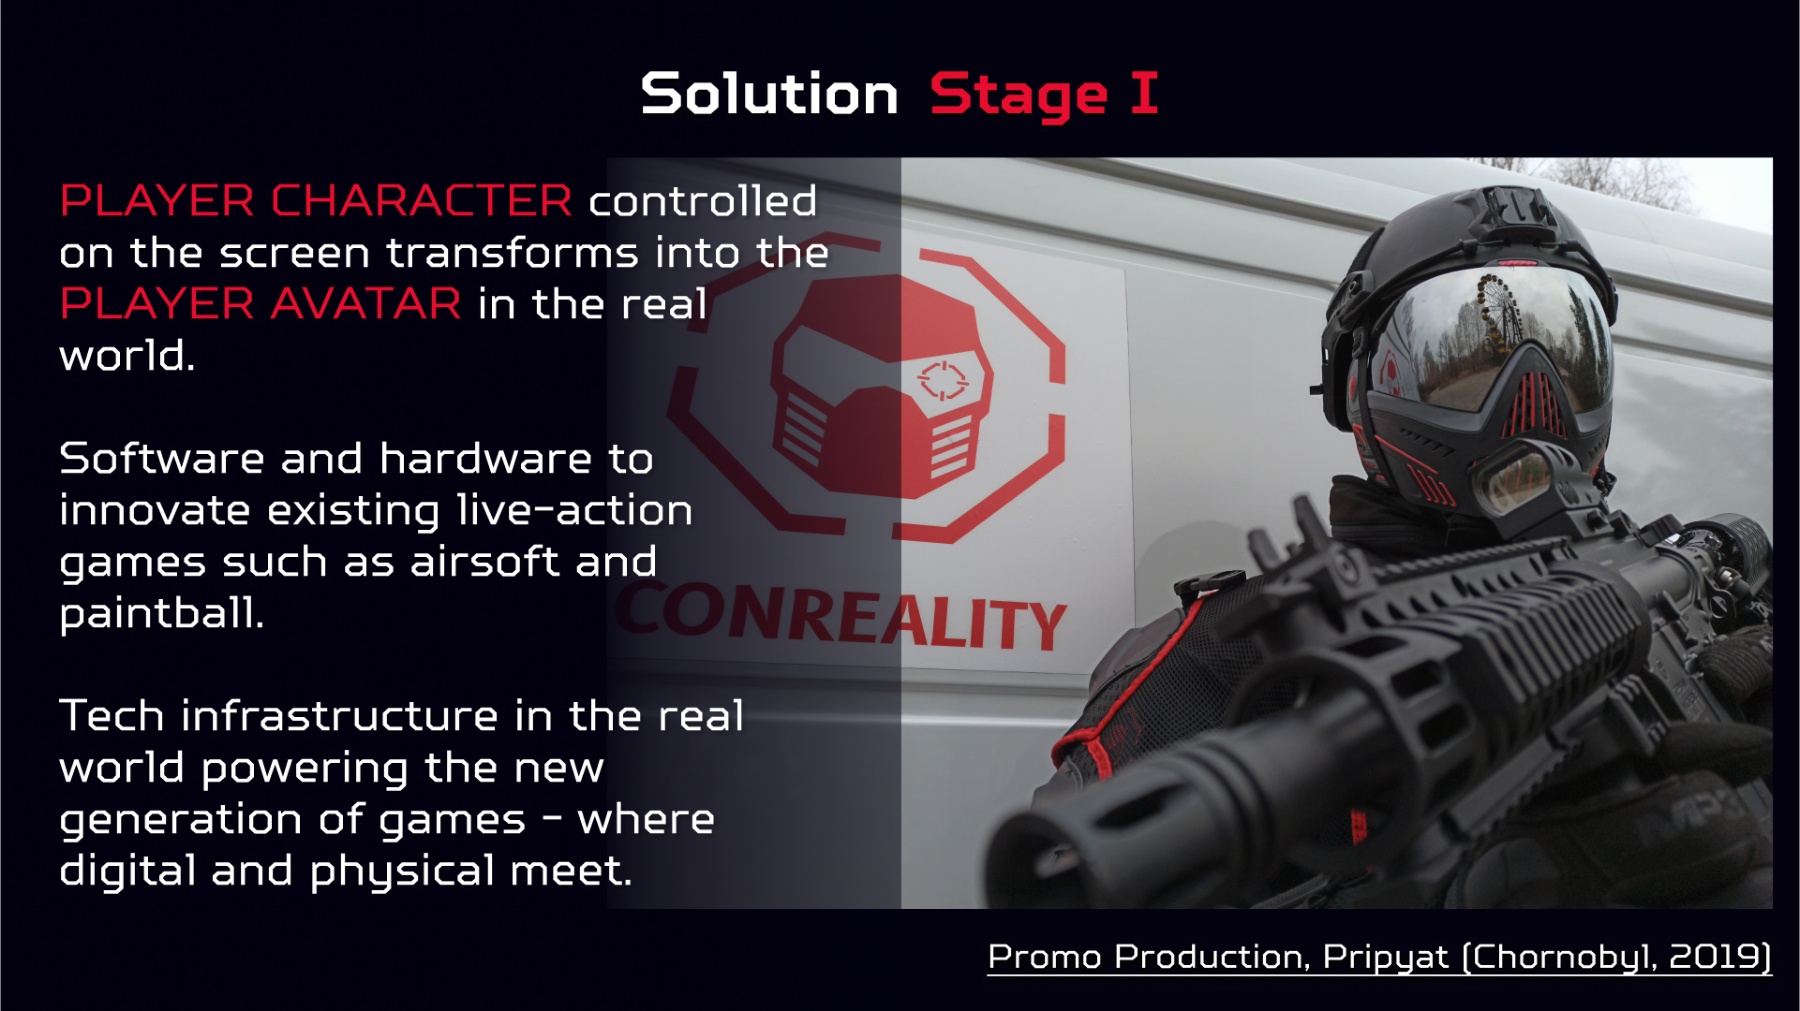 Solution Stage I
PLAYER CHARACTER controlled
on the screen transforms into the
PLAYER AVATAR in the real
world.
Software and hardware to
innovate existing live-action
games such as airsoft and
paintball.
Tech infrastructure in the real
world powering the new
generation of games - where
digital and physical meet.
CONREALITY
Promo Production, Pripyat (Chornobyl, 2019)